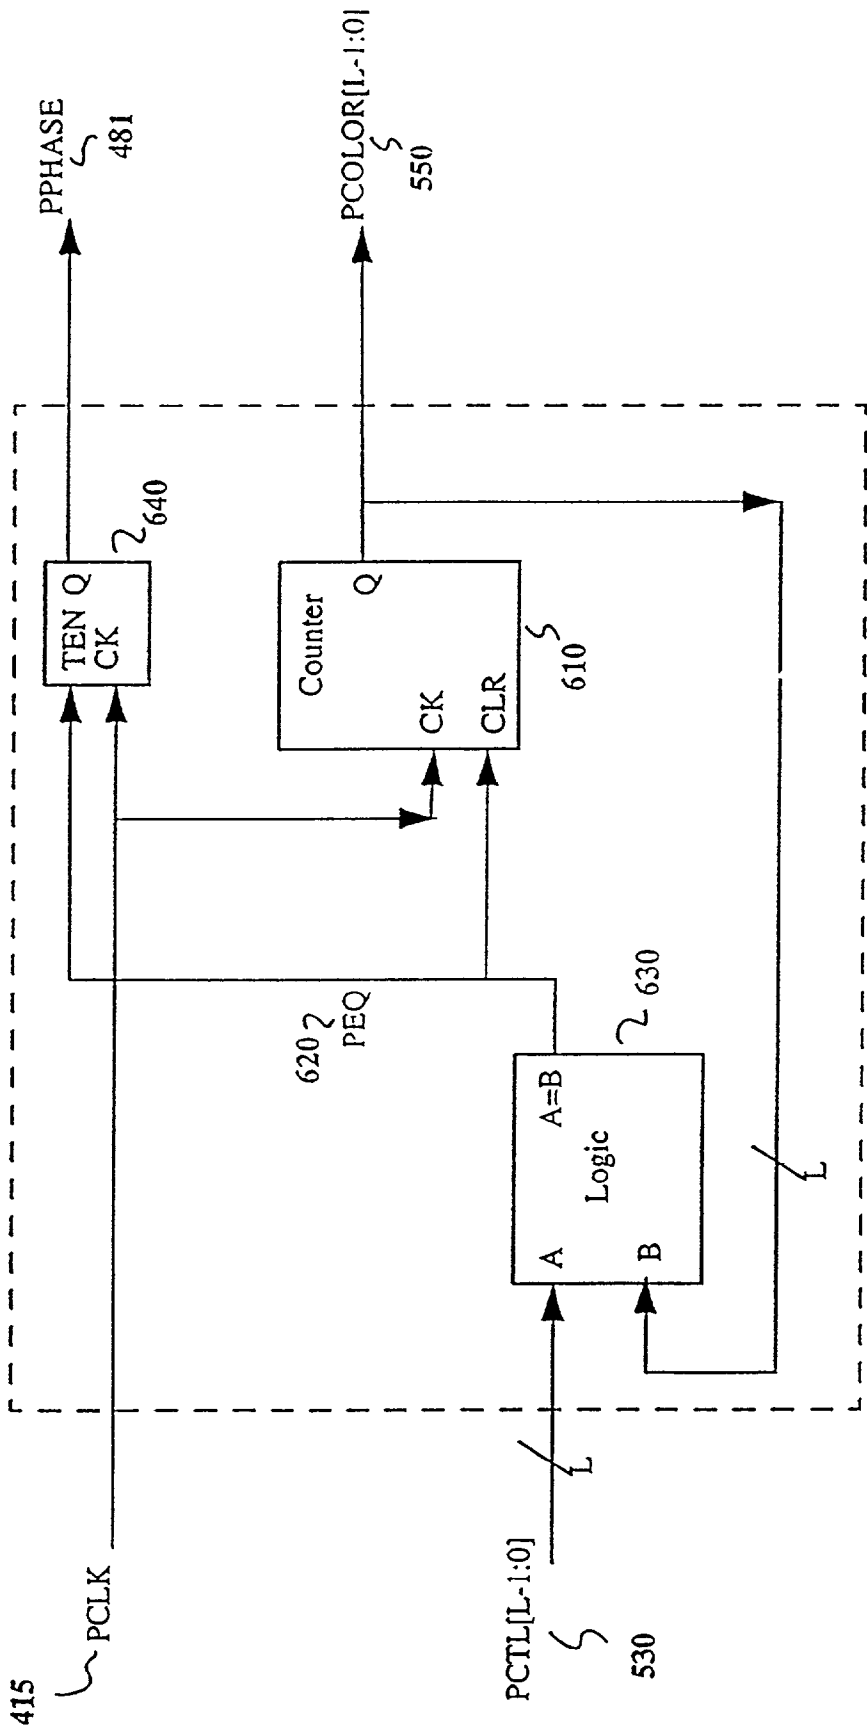 415
PCLK
PCTL[L-1:0]
530
L
A
B
A=B
Logic
630
620
PEQ
L
TEN Q
CK
640
Counter
CK
CLR
Q
610
PPHASE
481
PCOLOR[L-1:0]
550